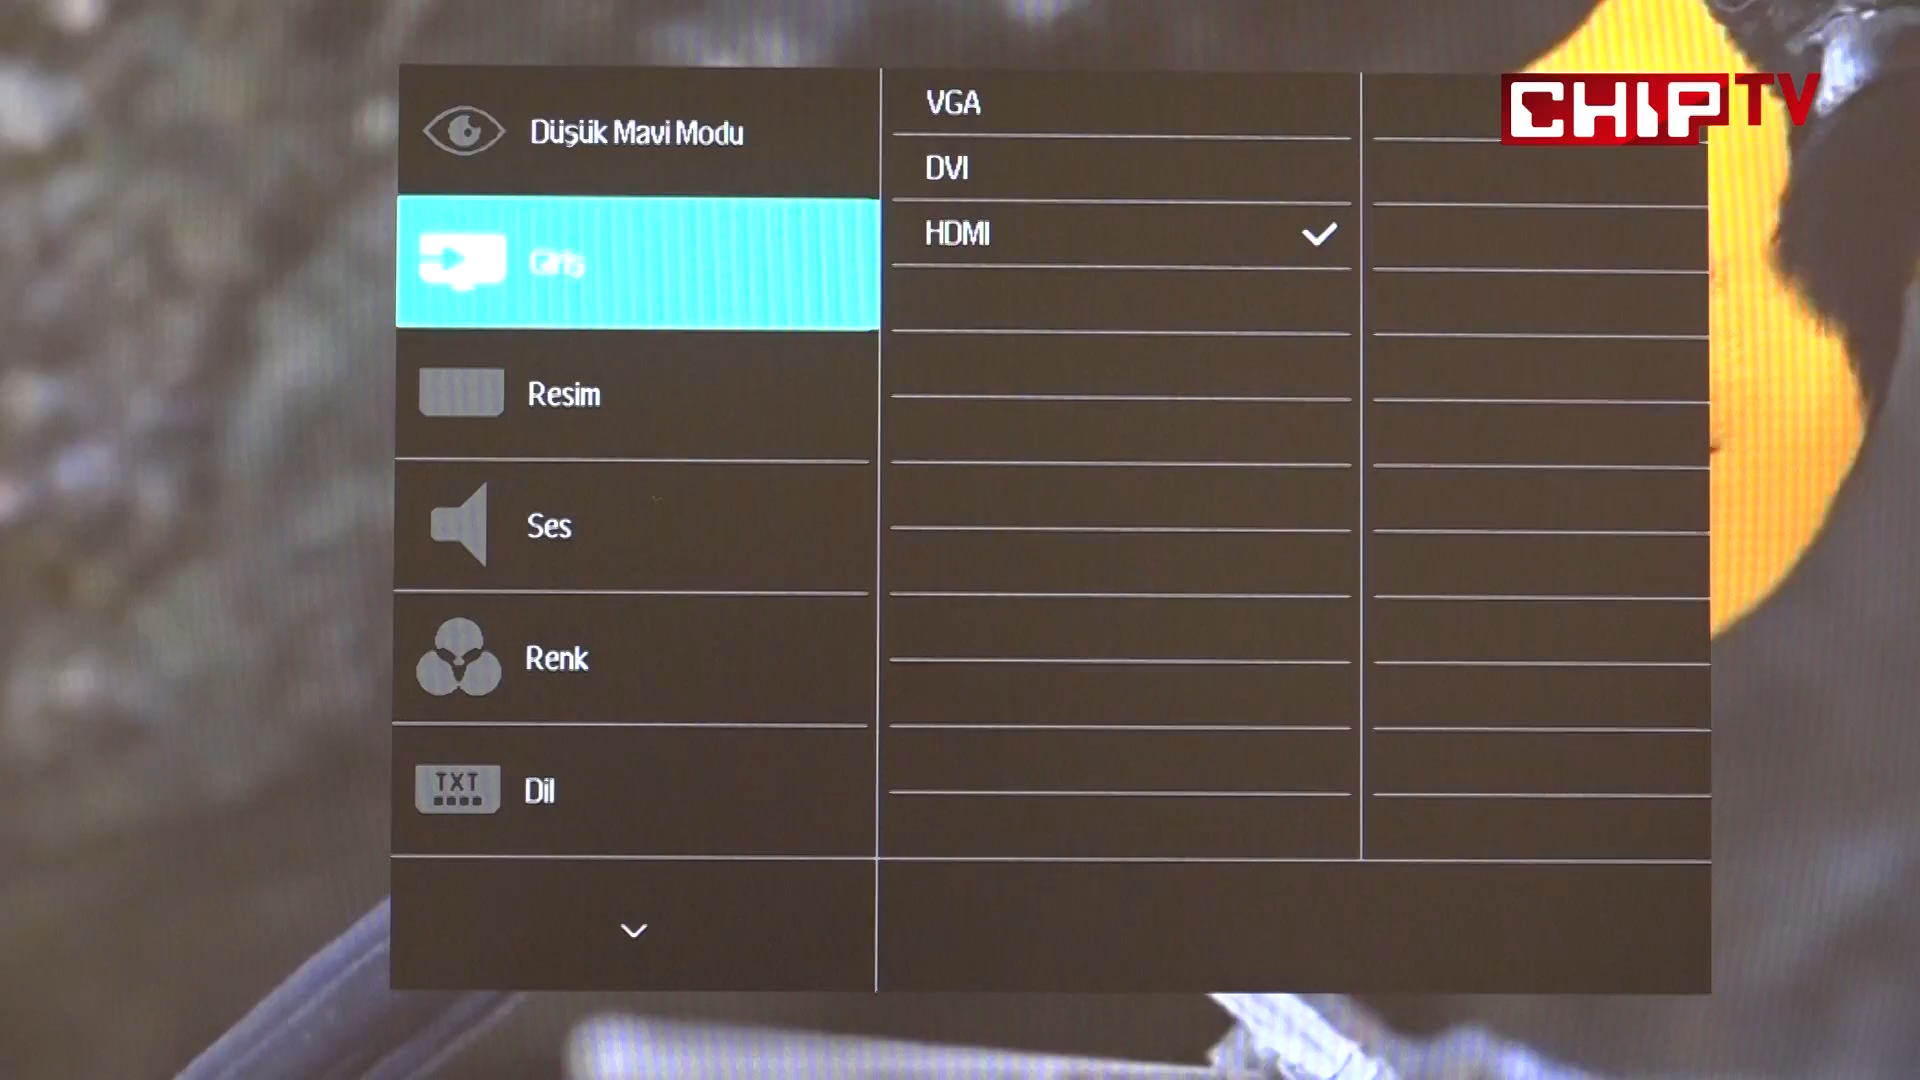 CHIP TV
Düşük Mavi Modu
Giriş
Resim
Ses
Renk
TXT
Dil
VGA
DVI
HDMI